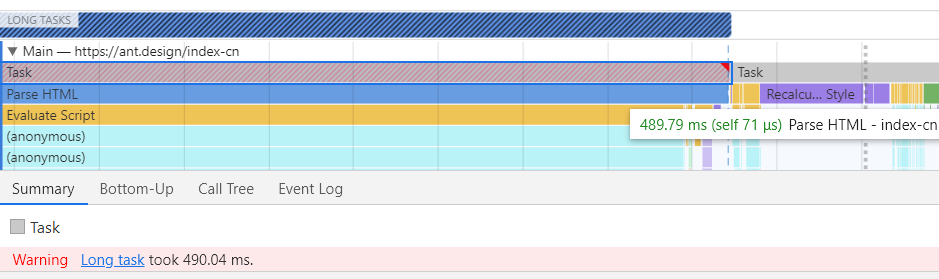 LONG TASKS
▼ Main — https://ant.design/index-cn
Task Task
Parse HTML Recalcu... Style
Evaluate Script
489.79 ms (self 71 µs) Parse HTML - index-cn
(anonymous)
(anonymous)
Summary Bottom-Up Call Tree Event Log
Task
Warning Long task took 490.04 ms.